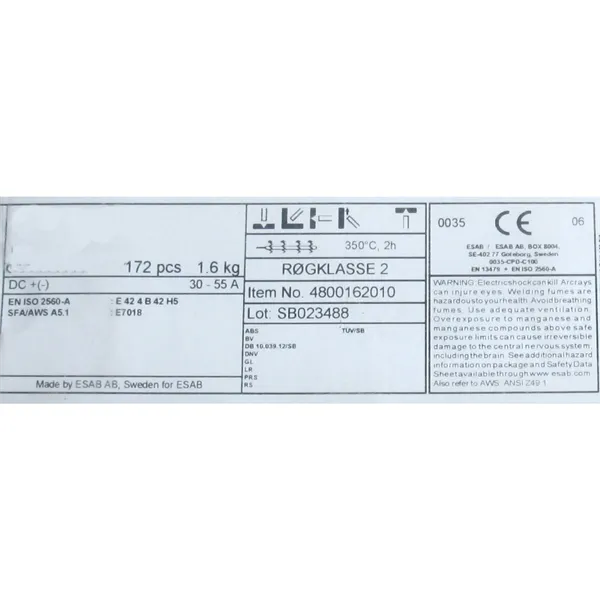 172 pcs 1.6 kg
DC +(-) 30 - 55 A
EN ISO 2560-A : E 42 4 B 42 H5
SFA/AWS A5.1 : E7018
Made by ESAB AB, Sweden for ESAB
350°C, 2h
RØGKLASSE 2
Item No. 4800162010
Lot: SB023488
ABS TUV/SB
BV
DB 10.039.12/SB
DNV
GL
LR
PRS
RS
0035 CE 06
ESAB / ESAB AB, BOX 8004,
SE-402 77 Göteborg, Sweden
0035-CPD-C100
EN 13479 + EN ISO 2560-A
WARNING: Electric shock can kill. Arc rays
can injure eyes. Welding fumes are
hazardous to your health. Avoid breathing
fumes. Use adequate ventilation.
Overexposure to manganese and
manganese compounds above safe
exposure limits can cause irreversible
damage to the central nervous system,
including the brain. See additional hazard
information on package and Safety Data
Sheet available through www.esab.com
Also refer to AWS ANSI Z49.1